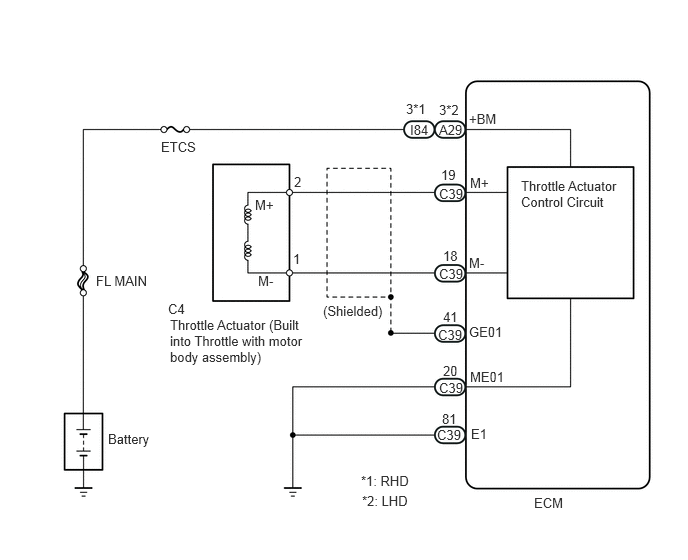 3*1
3*2
I84
A29
+BM
ETCS
19
C39
M+
Throttle Actuator
Control Circuit
2
M+
18
C39
M-
1
M-
FL MAIN
C4
Throttle Actuator (Built
into Throttle with motor
body assembly)
(Shielded)
41
C39
GE01
20
C39
ME01
81
C39
E1
Battery
*1: RHD
*2: LHD
ECM